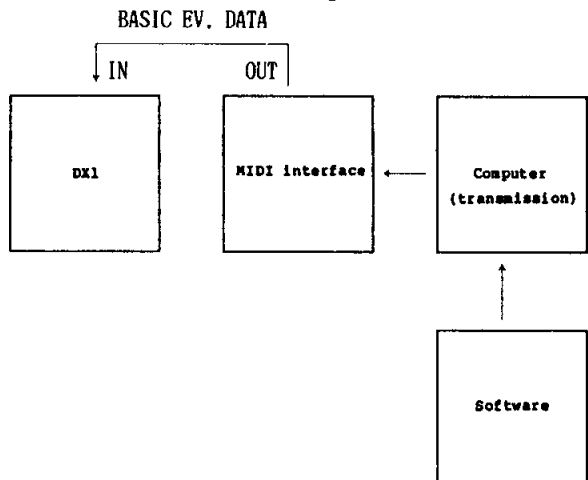 BASIC EV. DATA
IN
OUT
DX1
MIDI interface
Computer
(transmission)
Software